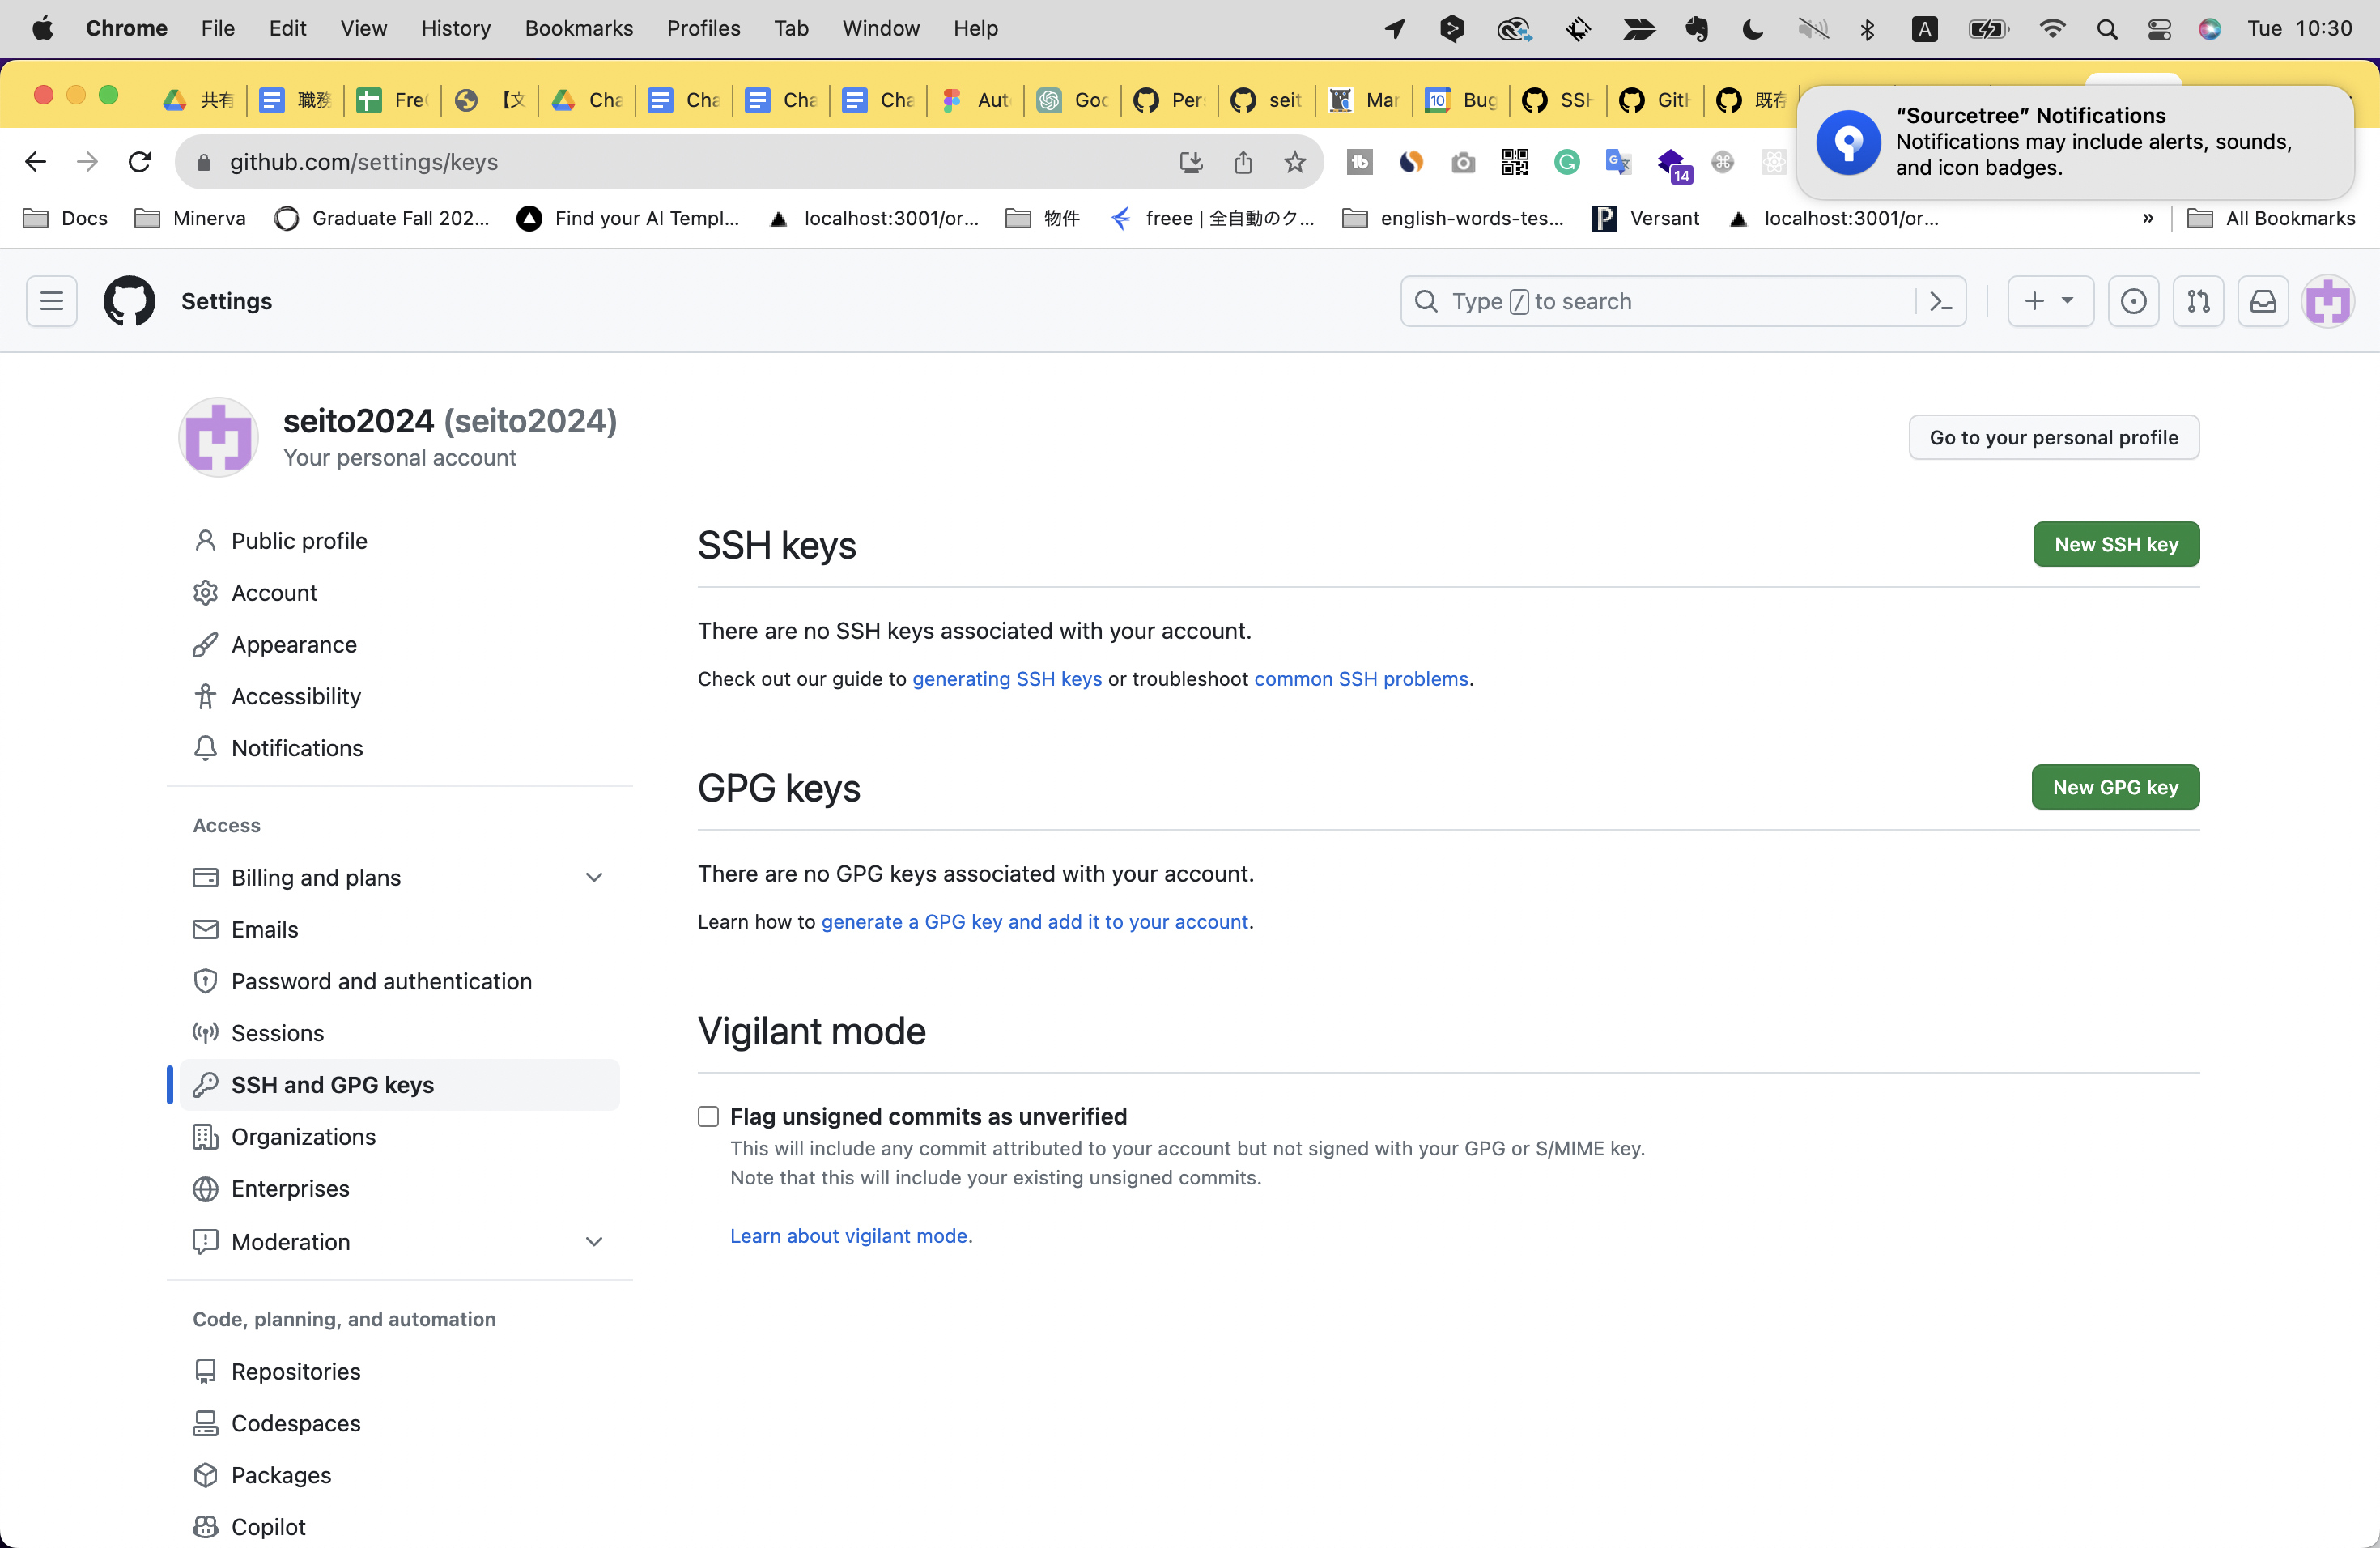 Chrome File Edit View History Bookmarks Profiles Tab Window Help A Tue 10:30
共有 職務 Fre 【文 Cha Cha Cha Cha Aut Goo Per seit Mar 10 Bug SSH GitH 既存
“Sourcetree” Notifications
Notifications may include alerts, sounds,
and icon badges.
github.com/settings/keys 14
Docs Minerva Graduate Fall 202... Find your AI Templ... localhost:3001/or... 物件 freee | 全自動のク... english-words-tes... Versant localhost:3001/or... » All Bookmarks
Settings
Type / to search
seito2024 (seito2024)
Your personal account
Go to your personal profile
Public profile
Account
Appearance
Accessibility
Notifications
Access
Billing and plans
Emails
Password and authentication
Sessions
SSH and GPG keys
Organizations
Enterprises
Moderation
Code, planning, and automation
Repositories
Codespaces
Packages
Copilot
SSH keys
New SSH key
There are no SSH keys associated with your account.
Check out our guide to generating SSH keys or troubleshoot common SSH problems.
GPG keys
New GPG key
There are no GPG keys associated with your account.
Learn how to generate a GPG key and add it to your account.
Vigilant mode
Flag unsigned commits as unverified
This will include any commit attributed to your account but not signed with your GPG or S/MIME key.
Note that this will include your existing unsigned commits.
Learn about vigilant mode.